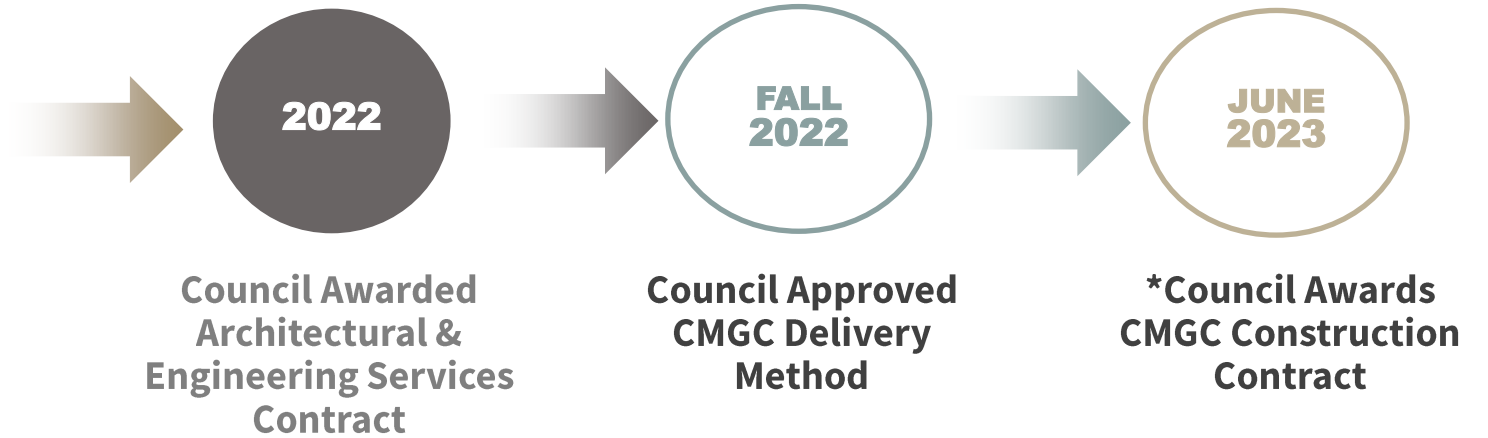 2022
FALL
2022
JUNE
2023
Council Awarded
Architectural &
Engineering Services
Contract
Council Approved
CMGC Delivery
Method
*Council Awards
CMGC Construction
Contract